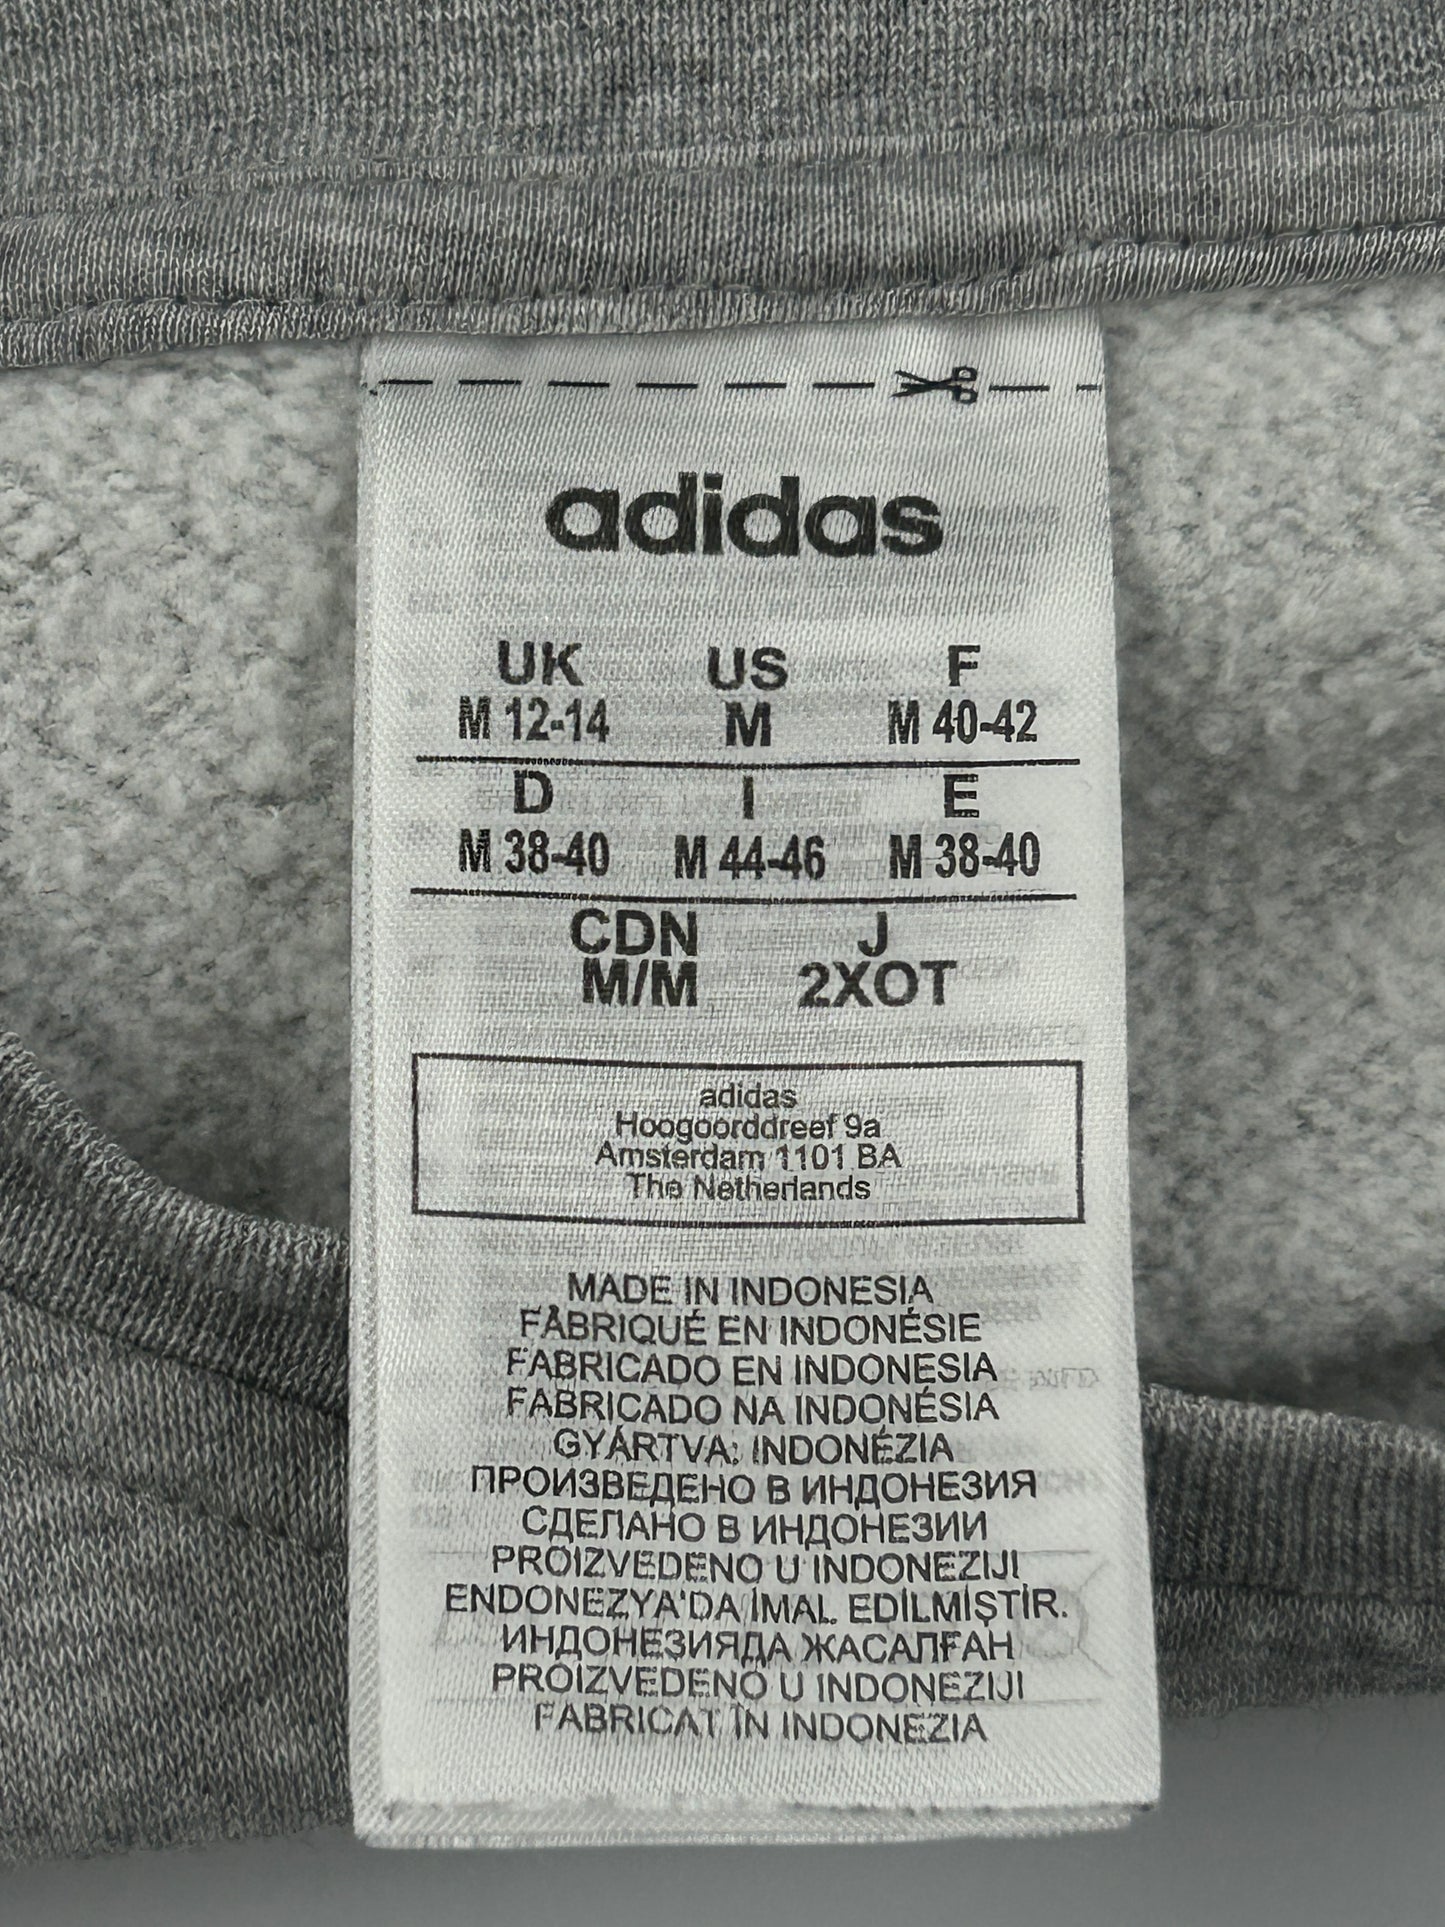 adidas
UK US F
M 12-14 M M 40-42
D I E
M 38-40 M 44-46 M 38-40
CDN J
M/M 2XOT
adidas
Hoogoorddreef 9a
Amsterdam 1101 BA
The Netherlands
MADE IN INDONESIA
FABRIQUÉ EN INDONÉSIE
FABRICADO EN INDONESIA
FABRICADO NA INDONÉSIA
GYÁRTVA: INDONÉZIA
ПРОИЗВЕДЕНО В ИНДОНЕЗИЯ
СДЕЛАНО В ИНДОНЕЗИИ
PROIZVEDENO U INDONEZIJI
ENDONEZYA'DA İMAL EDİLMİŞTİR.
ИНДОНЕЗИЯДА ЖАСАЛҒАН
PROIZVEDENO U INDONEZIJI
FABRICAT ÎN INDONEZIA